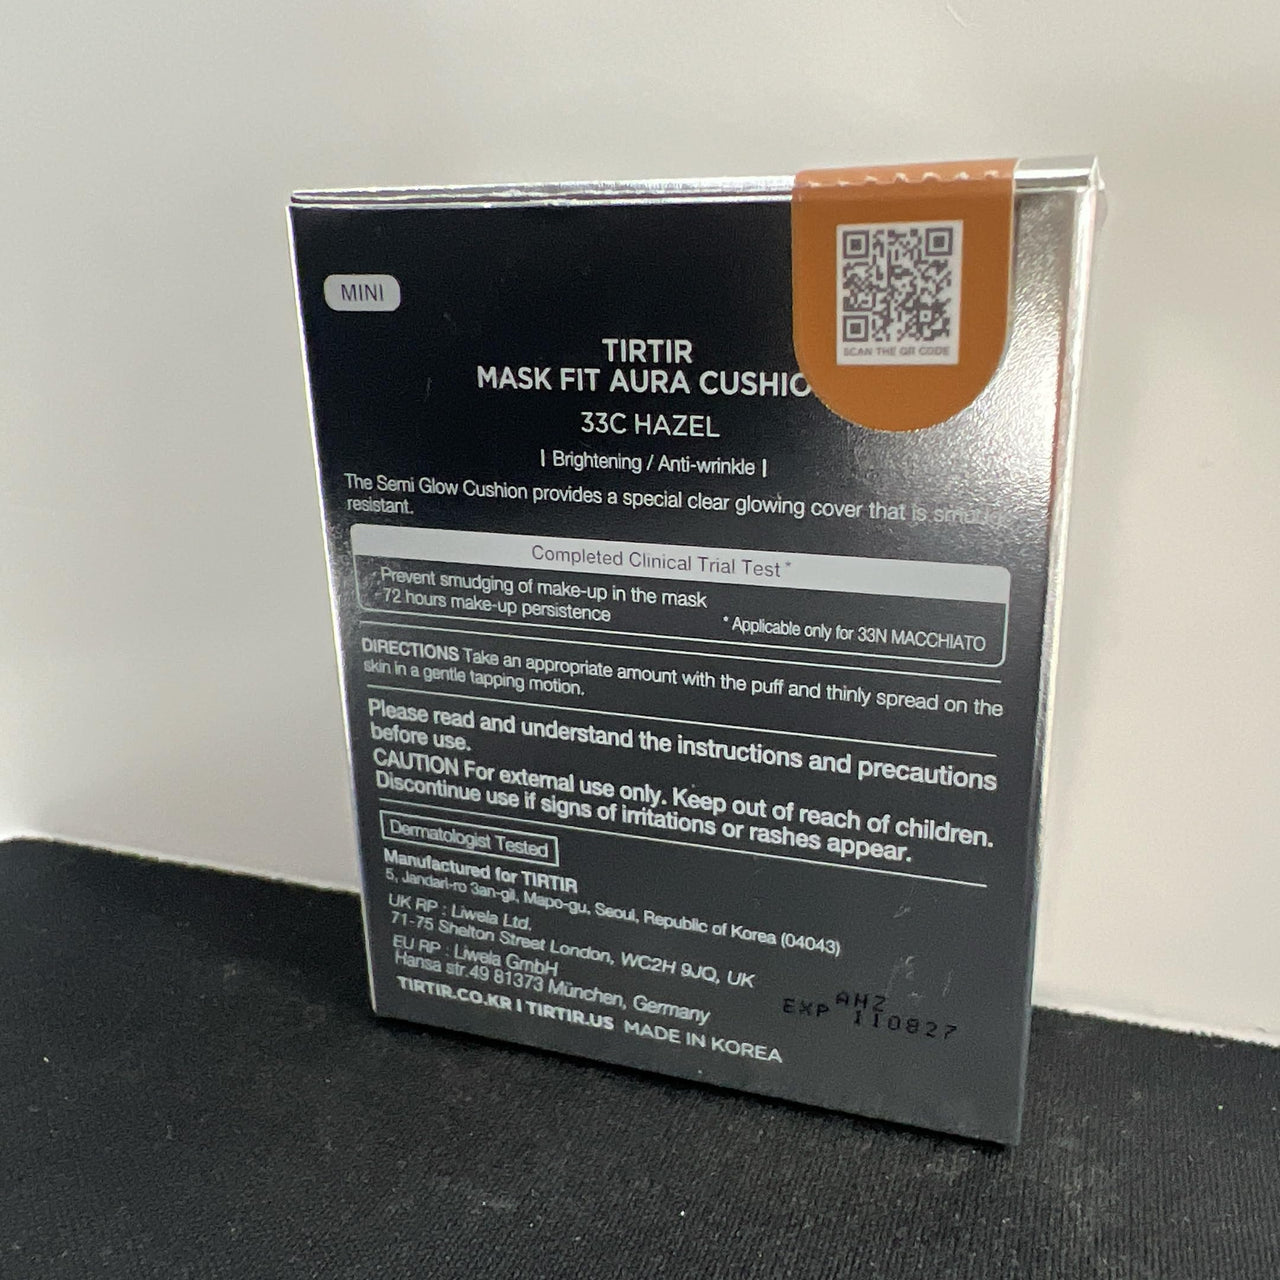 SCAN THE QR CODE
MINI
TIRTIR
MASK FIT AURA CUSHIO
33C HAZEL
| Brightening / Anti-wrinkle |
The Semi Glow Cushion provides a special clear glowing cover that is smudge
resistant.
Completed Clinical Trial Test*
-Prevent smudging of make-up in the mask
-72 hours make-up persistence
* Applicable only for 33N MACCHIATO
DIRECTIONS Take an appropriate amount with the puff and thinly spread on the
skin in a gentle tapping motion.
Please read and understand the instructions and precautions
before use.
CAUTION For external use only. Keep out of reach of children.
Discontinue use if signs of irritations or rashes appear.
Dermatologist Tested
Manufactured for TIRTIR
5, Jandari-ro 3an-gil, Mapo-gu, Seoul, Republic of Korea (04043)
UK RP : Liwela Ltd.
71-75 Shelton Street London, WC2H 9JQ, UK
EU RP : Liwela GmbH
Hansa str.49 81373 München, Germany
TIRTIR.CO.KR | TIRTIR.US MADE IN KOREA
AHZ
EXP 110827